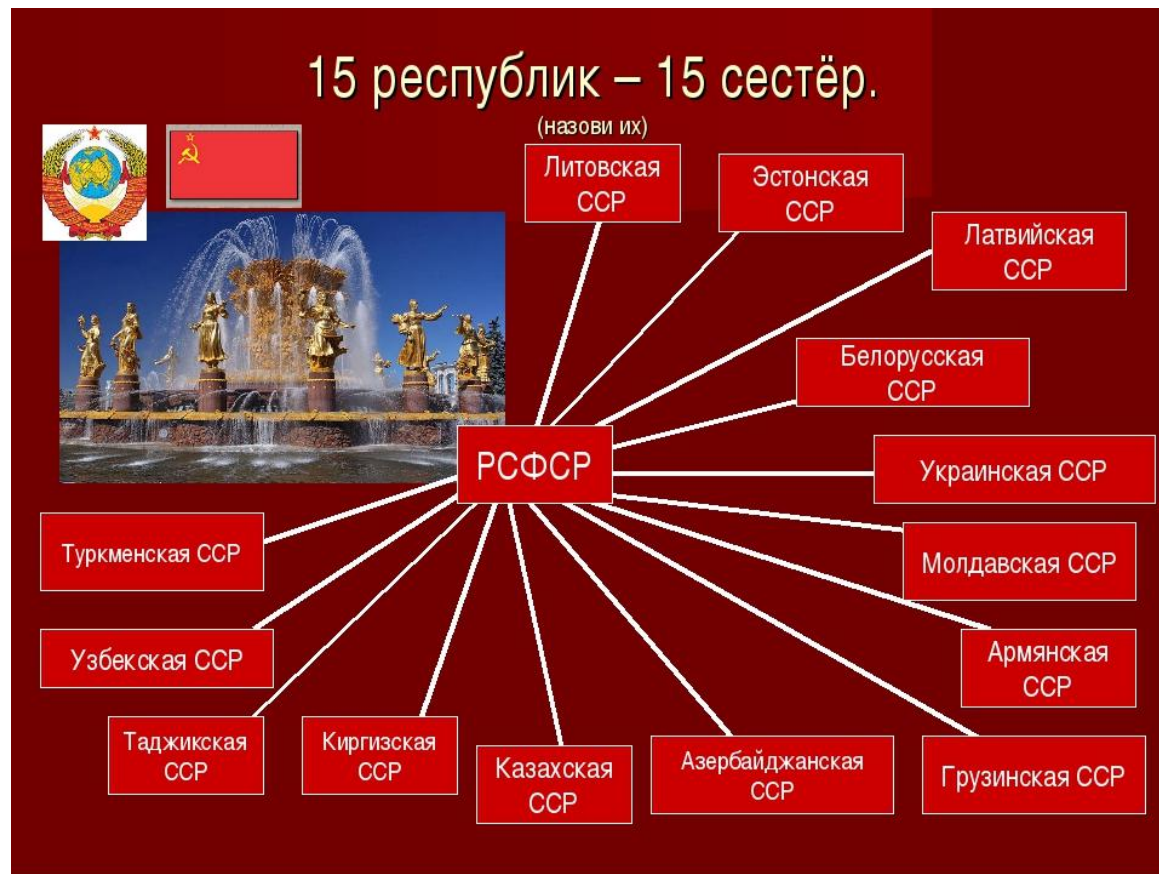 15 республик – 15 сестёр.
(назови их)
Литовская
ССР
Эстонская
ССР
Латвийская
ССР
Белорусская
ССР
РСФСР
Украинская ССР
Туркменская ССР
Молдавская ССР
Узбекская ССР
Армянская
ССР
Таджикская
ССР
Киргизская
ССР
Казахская
ССР
Азербайджанская
ССР
Грузинская ССР